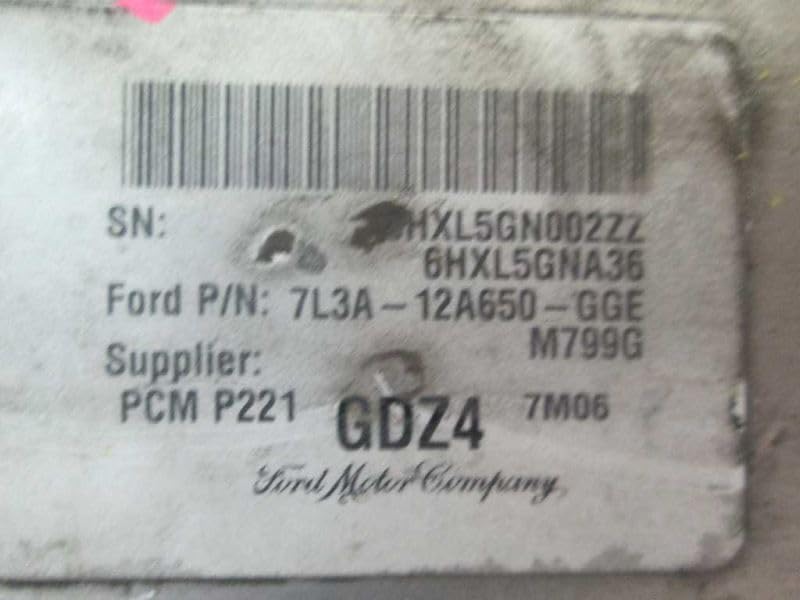 SN: HXL5GN002ZZ
6HXL5GNA36
Ford P/N: 7L3A-12A650-GGE
M799G
Supplier:
PCM P221 GDZ4 7M06
Ford Motor Company